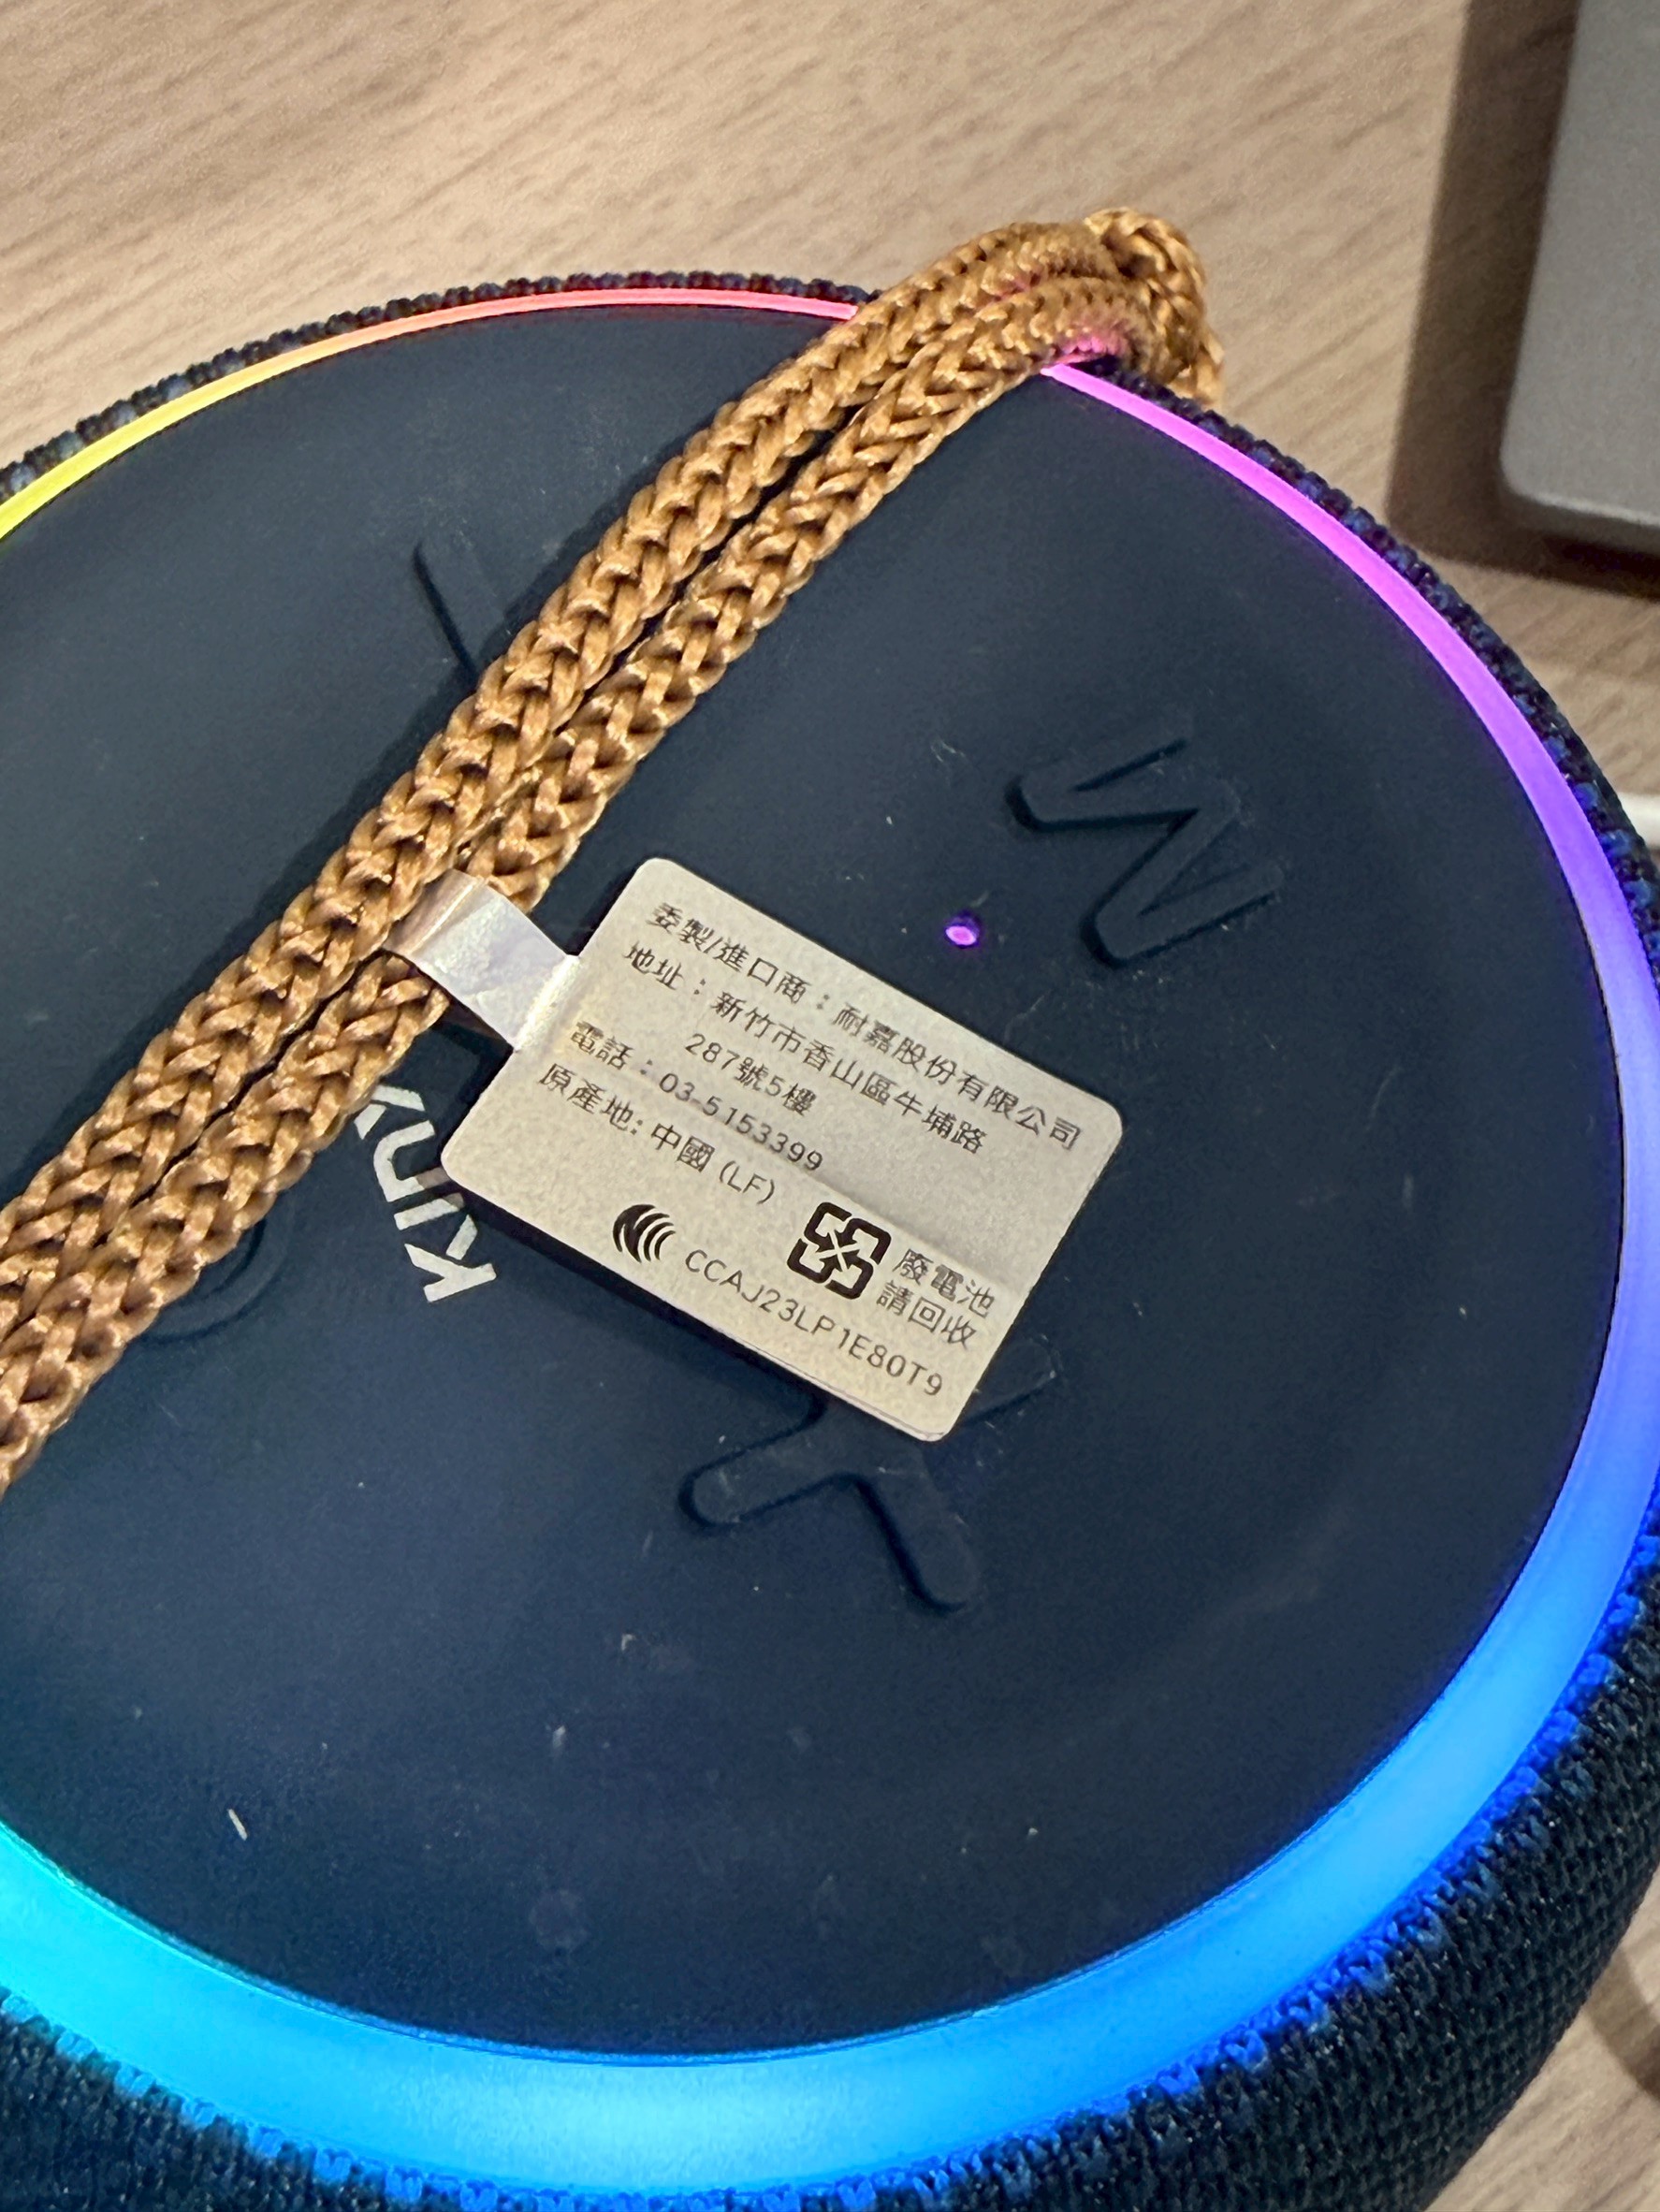 委製/進口商：耐嘉股份有限公司
地址：新竹市香山區牛埔路
287號5樓
電話：03-5153399
原產地: 中國 (LF)
廢電池
請回收
CCAJ23LP1E80T9